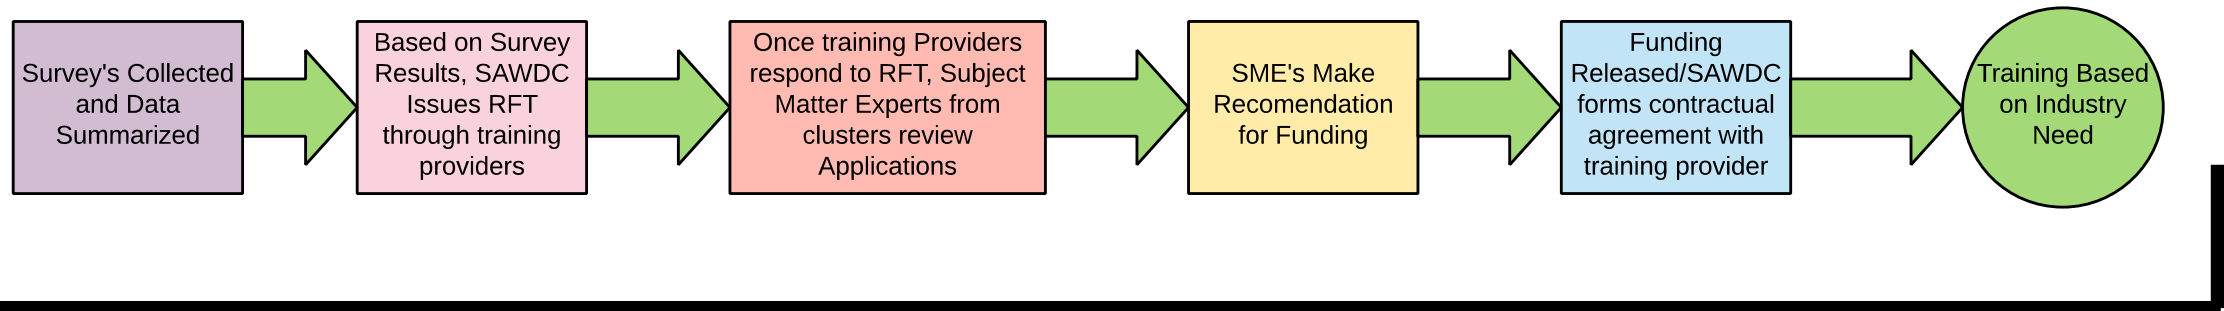 Survey's Collected
and Data
Summarized
Based on Survey
Results, SAWDC
Issues RFT
through training
providers
Once training Providers
respond to RFT, Subject
Matter Experts from
clusters review
Applications
SME's Make
Recomendation
for Funding
Funding
Released/SAWDC
forms contractual
agreement with
training provider
Training Based
on Industry
Need